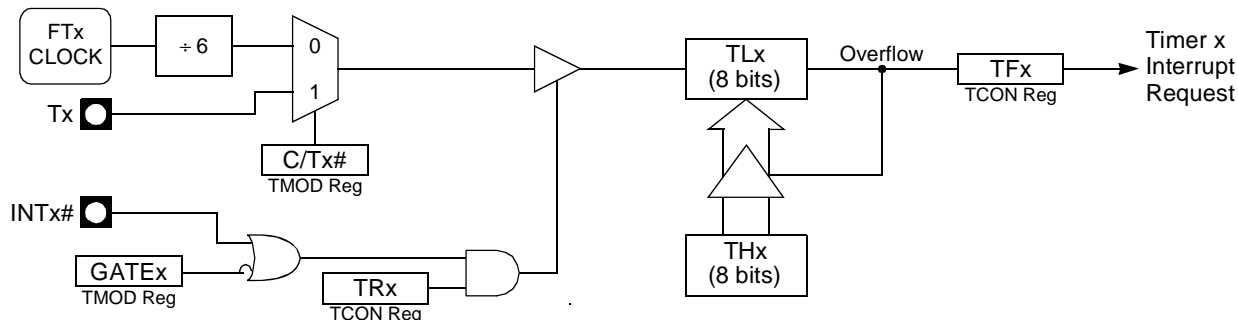 FTx
CLOCK
÷ 6
0
1
Tx
C/Tx#
TMOD Reg
INTx#
GATEx
TMOD Reg
TRx
TCON Reg
TLx
(8 bits)
Overflow
TFx
TCON Reg
Timer x
Interrupt
Request
THx
(8 bits)